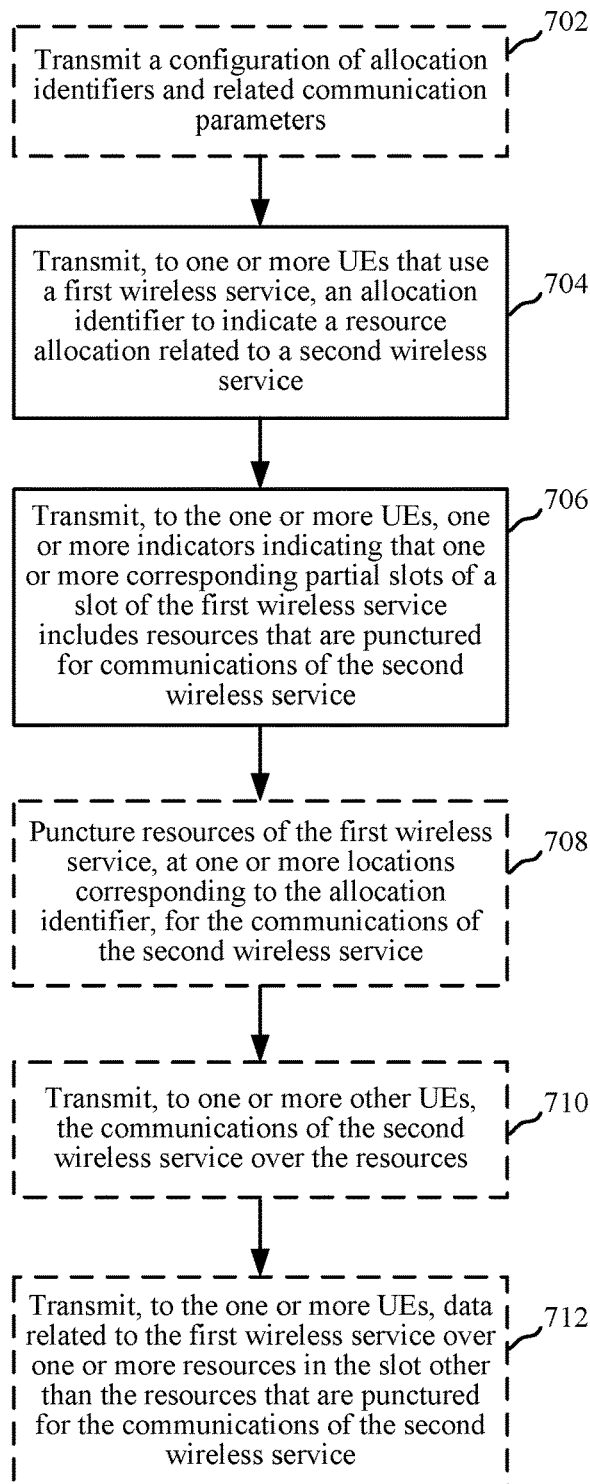 702
Transmit a configuration of allocation
identifiers and related communication
parameters
704
Transmit, to one or more UEs that use
a first wireless service, an allocation
identifier to indicate a resource
allocation related to a second wireless
service
706
Transmit, to the one or more UEs, one
or more indicators indicating that one
or more corresponding partial slots of a
slot of the first wireless service
includes resources that are punctured
for communications of the second
wireless service
708
Puncture resources of the first wireless
service, at one or more locations
corresponding to the allocation
identifier, for the communications of
the second wireless service
710
Transmit, to one or more other UEs,
the communications of the second
wireless service over the resources
712
Transmit, to the one or more UEs, data
related to the first wireless service over
one or more resources in the slot other
than the resources that are punctured
for the communications of the second
wireless service